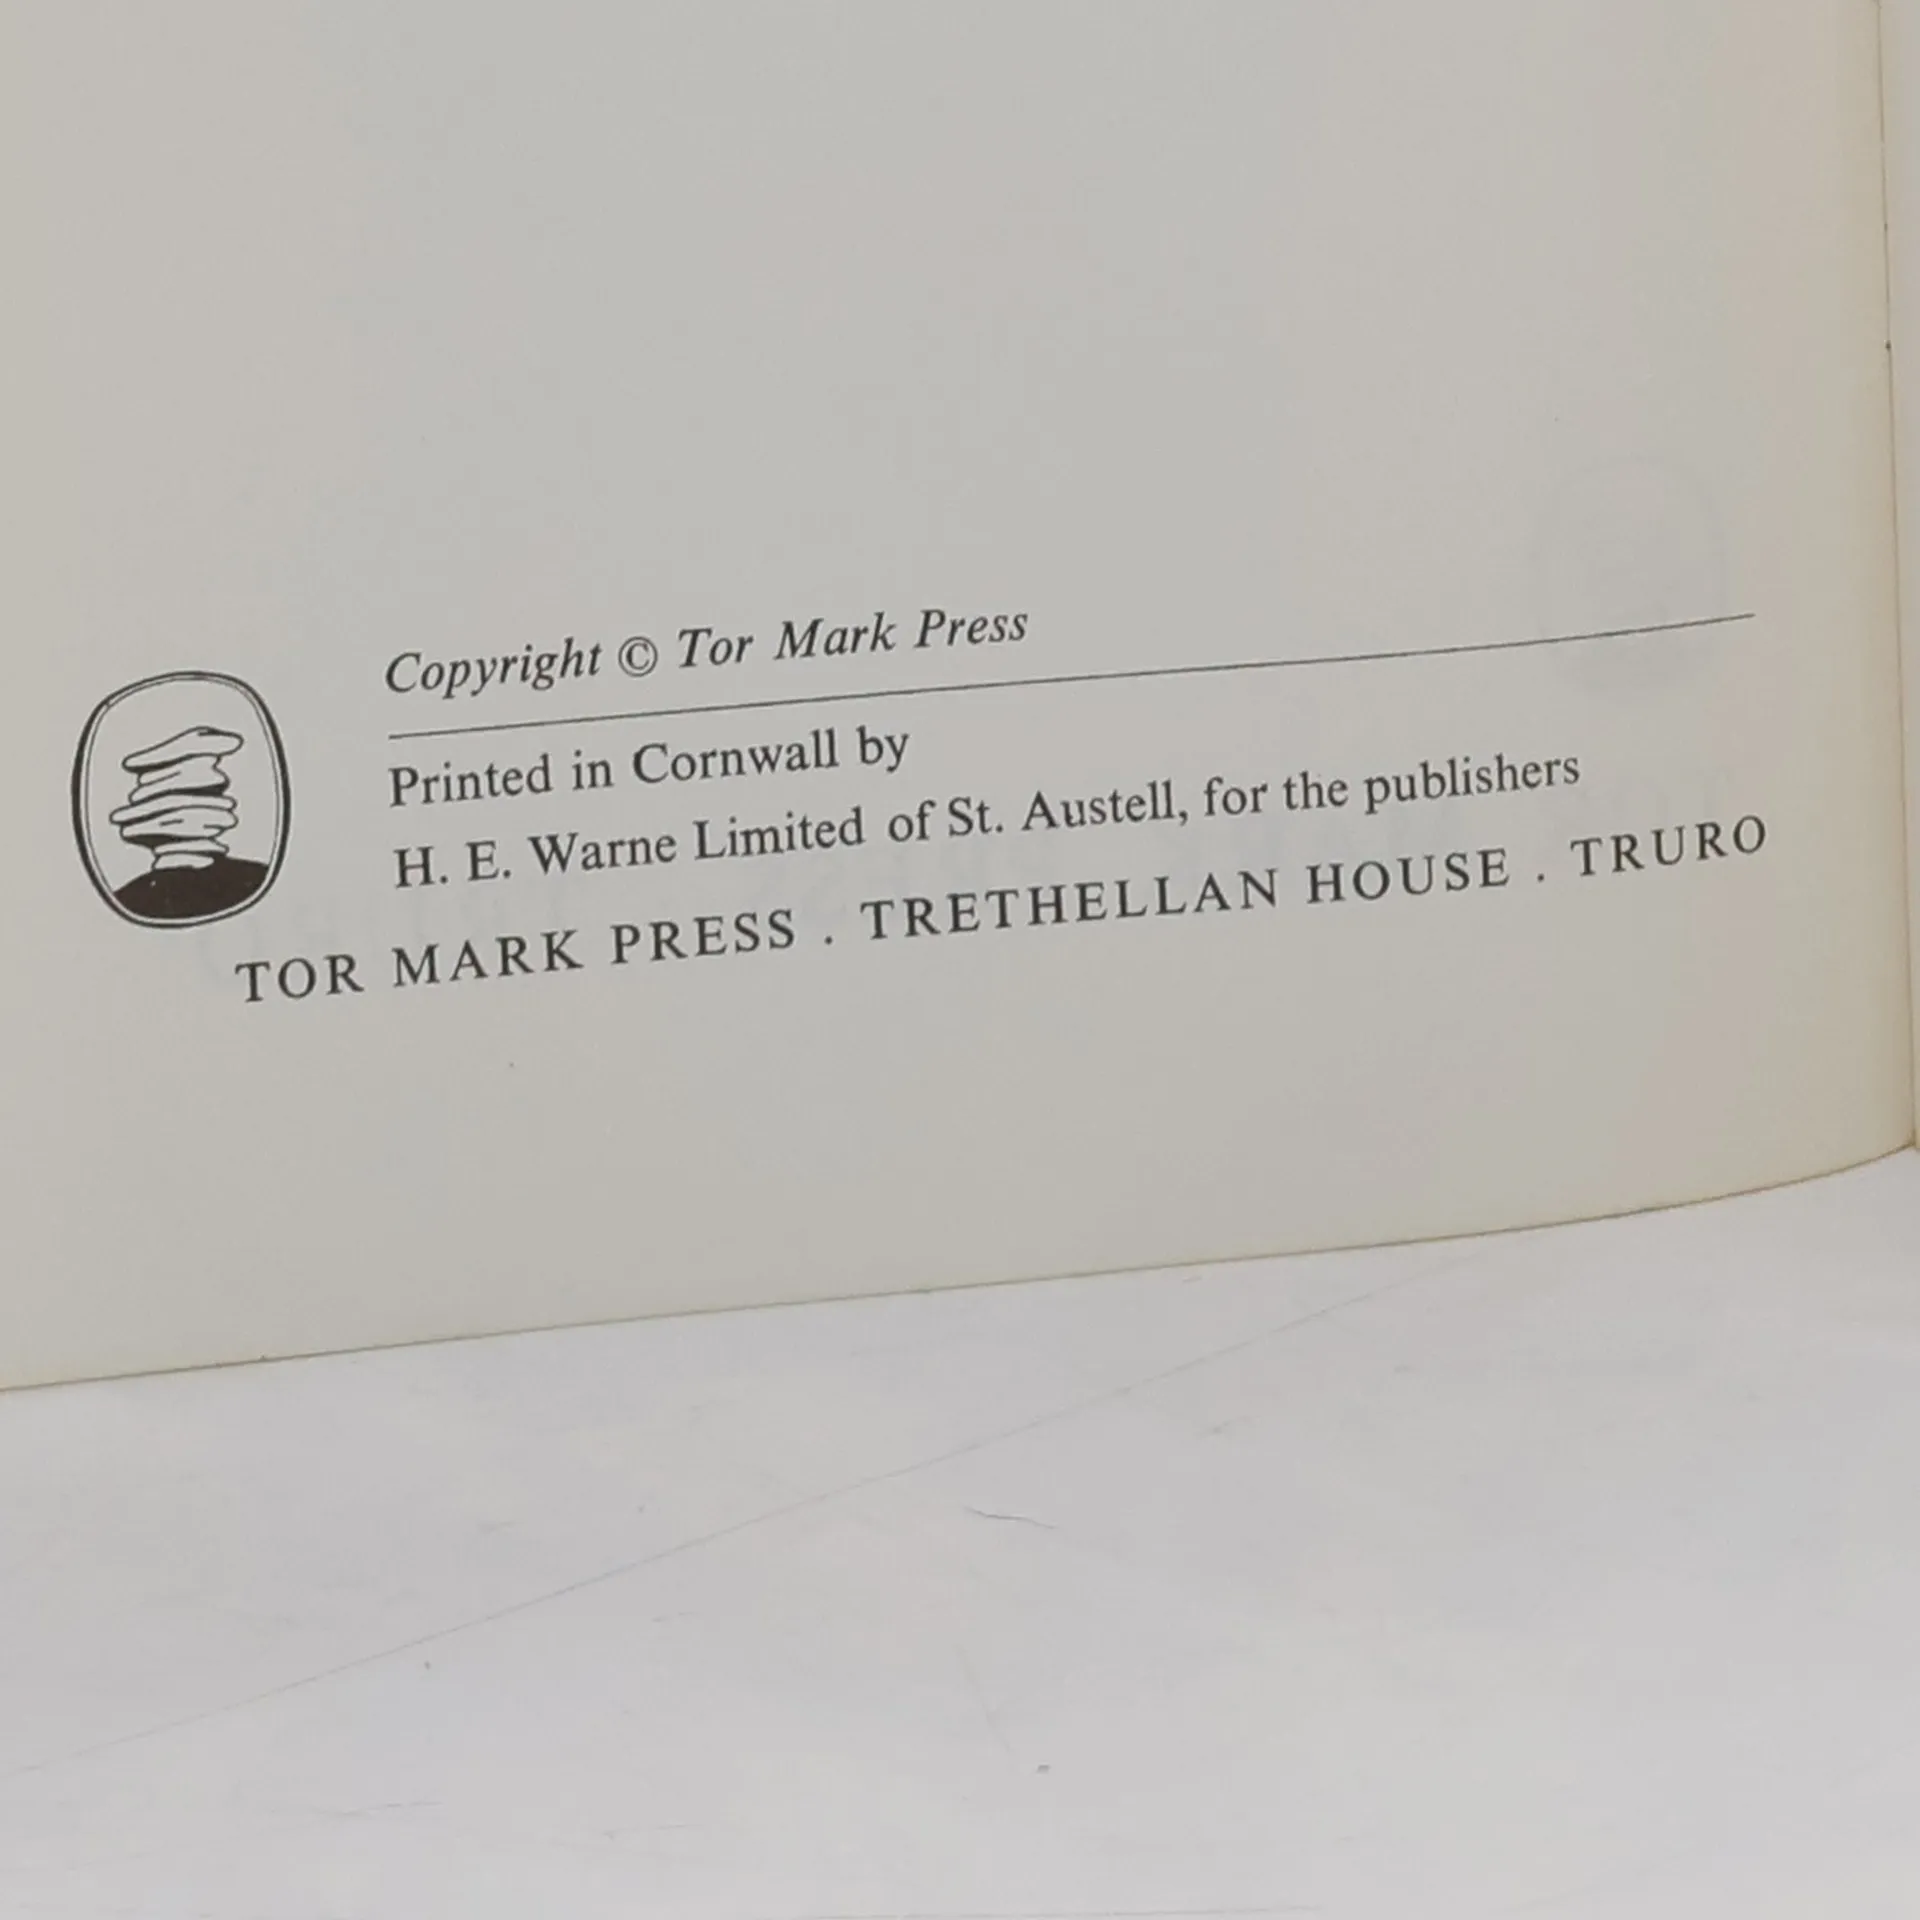 Copyright © Tor Mark Press
Printed in Cornwall by
H. E. Warne Limited of St. Austell, for the publishers
TOR MARK PRESS . TRETHELLAN HOUSE . TRURO